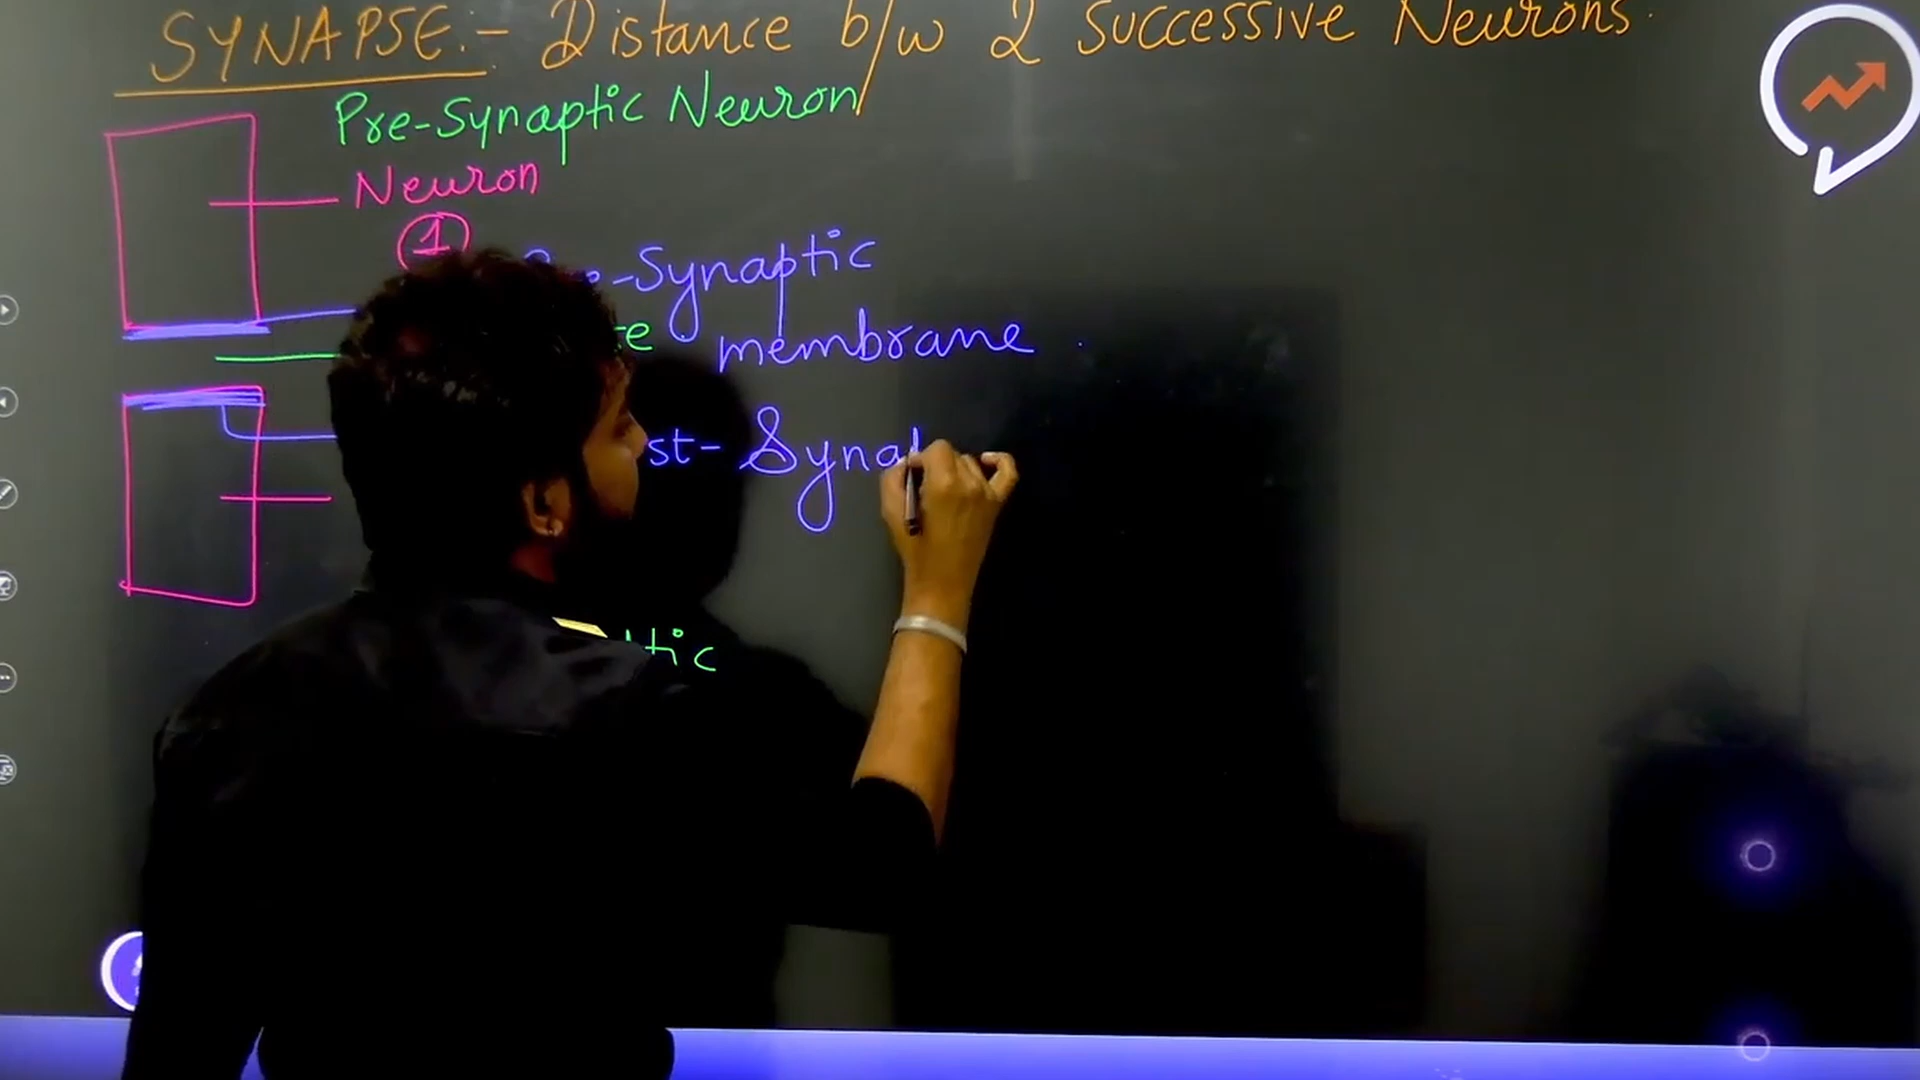 SYNAPSE:- Distance b/w 2 Successive Neurons.
Pre-Synaptic Neuron
Neuron
1
-Synaptic
membrane
st- Syna
tic